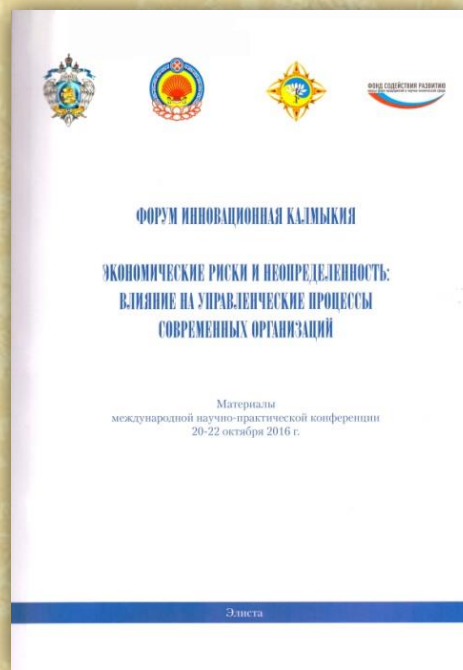 ФОНД СОДЕЙСТВИЯ РАЗВИТИЮ
ФОРУМ ИННОВАЦИОННАЯ КАЛМЫКИЯ
ЭКОНОМИЧЕСКИЕ РИСКИ И НЕОПРЕДЕЛЕННОСТЬ:
ВЛИЯНИЕ НА УПРАВЛЕНЧЕСКИЕ ПРОЦЕССЫ
СОВРЕМЕННЫХ ОРГАНИЗАЦИЙ
Материалы
международной научно-практической конференции
20-22 октября 2016 г.
Элиста